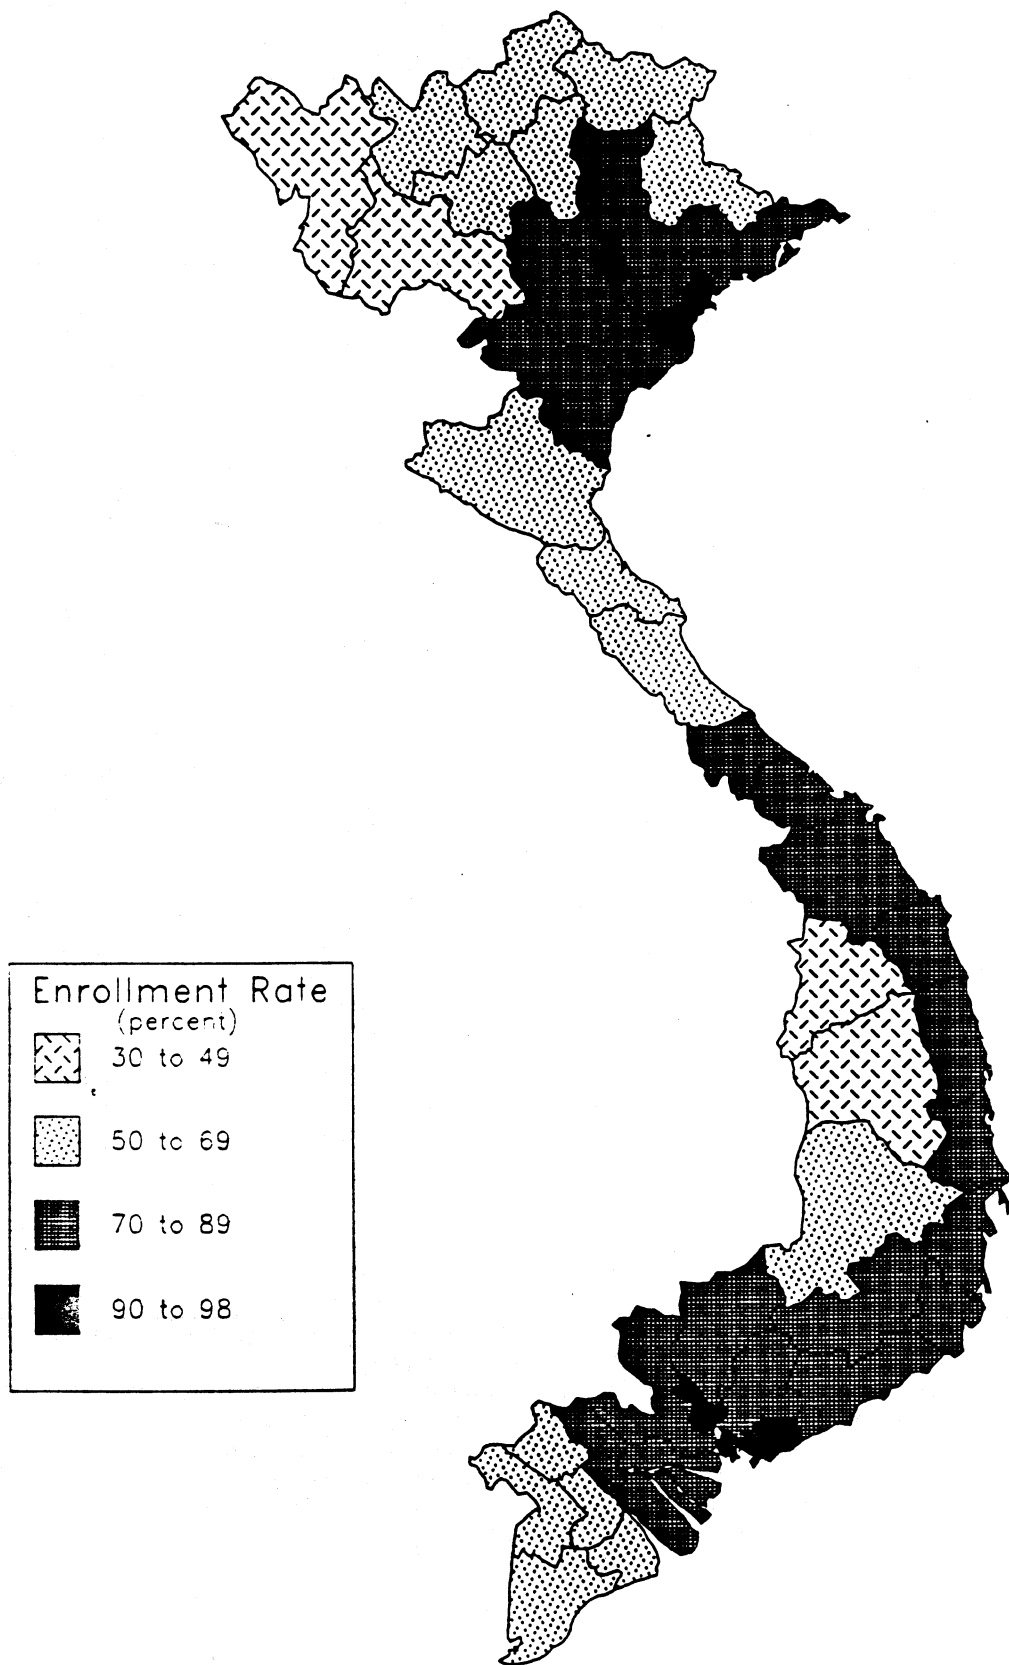 Enrollment Rate
(percent)
30 to 49
50 to 69
70 to 89
90 to 98